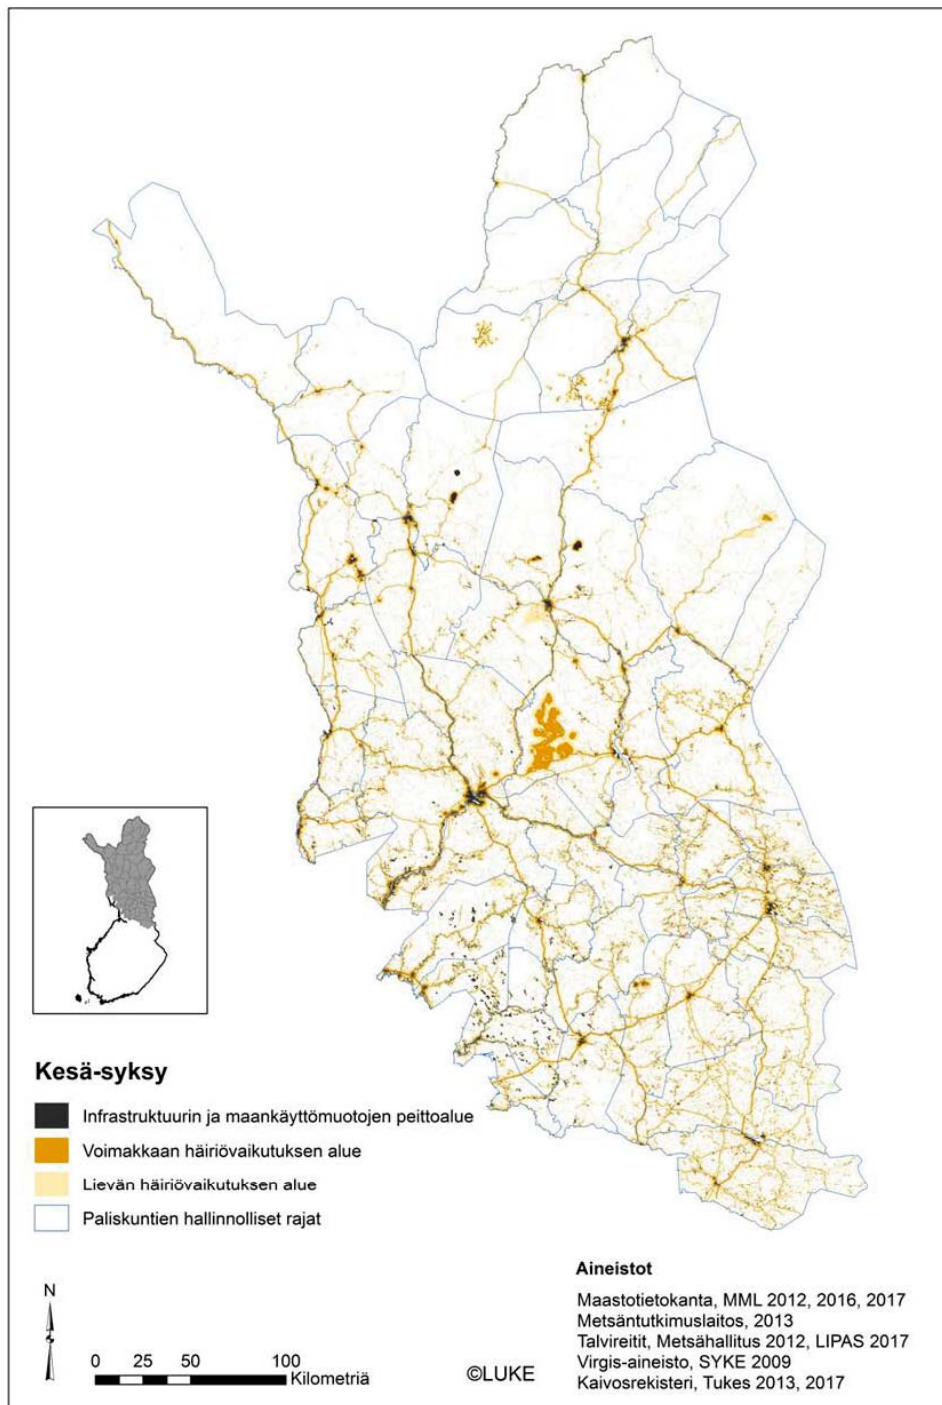 Kesä-syksy
Infrastruktuurin ja maankäyttömuotojen peittoalue
Voimakkaan häiriövaikutuksen alue
Lievän häiriövaikutuksen alue
Paliskuntien hallinnolliset rajat
N
0 25 50 100
Kilometriä
©LUKE
Aineistot
Maastotietokanta, MML 2012, 2016, 2017
Metsäntutkimuslaitos, 2013
Talvireitit, Metsähallitus 2012, LIPAS 2017
Virgis-aineisto, SYKE 2009
Kaivosrekisteri, Tukes 2013, 2017